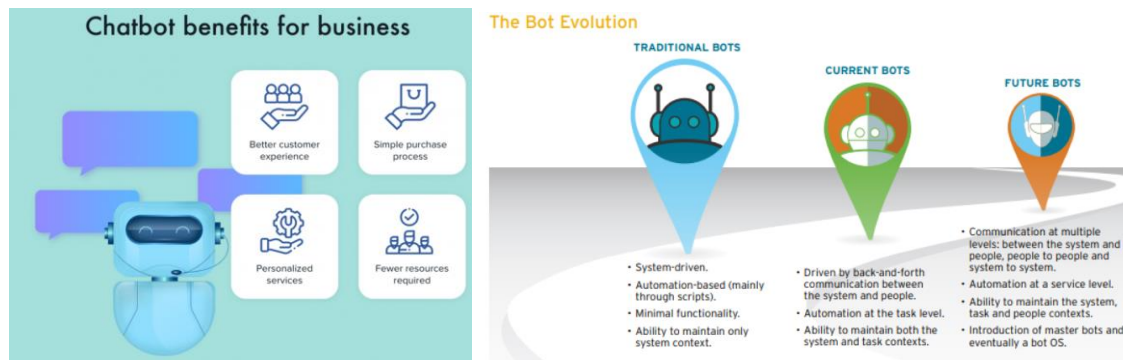 Chatbot benefits for business
Better customer
experience
Simple purchase
process
Personalized
services
Fewer resources
required
The Bot Evolution
TRADITIONAL BOTS
• System-driven.
• Automation-based (mainly
through scripts).
• Minimal functionality.
• Ability to maintain only
system context.
CURRENT BOTS
• Driven by back-and-forth
communication between
the system and people.
• Automation at the task level.
• Ability to maintain both the
system and task contexts.
FUTURE BOTS
• Communication at multiple
levels: between the system and
people, people to people and
system to system.
• Automation at a service level.
• Ability to maintain the system,
task and people contexts.
• Introduction of master bots and
eventually a bot OS.